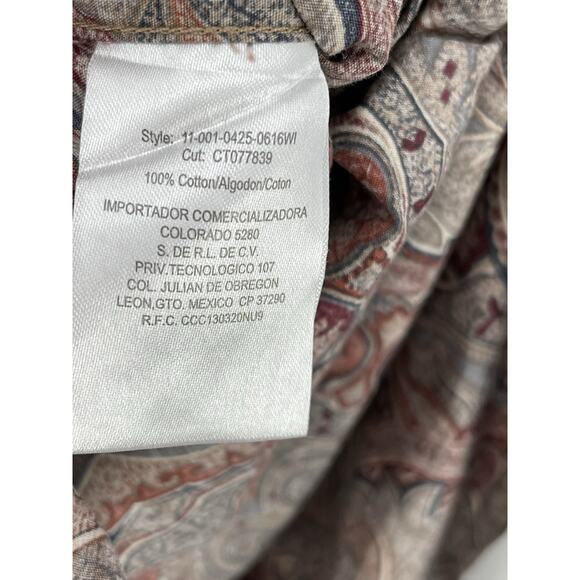 Style: 11-001-0425-0616WI
Cut: CT077839
100% Cotton/Algodon/Coton
IMPORTADOR COMERCIALIZADORA
COLORADO 5280
S. DE R.L. DE C.V.
PRIV.TECNOLOGICO 107
COL. JULIAN DE OBREGON
LEON,GTO. MEXICO CP 37290
R.F.C. CCC130320NU9